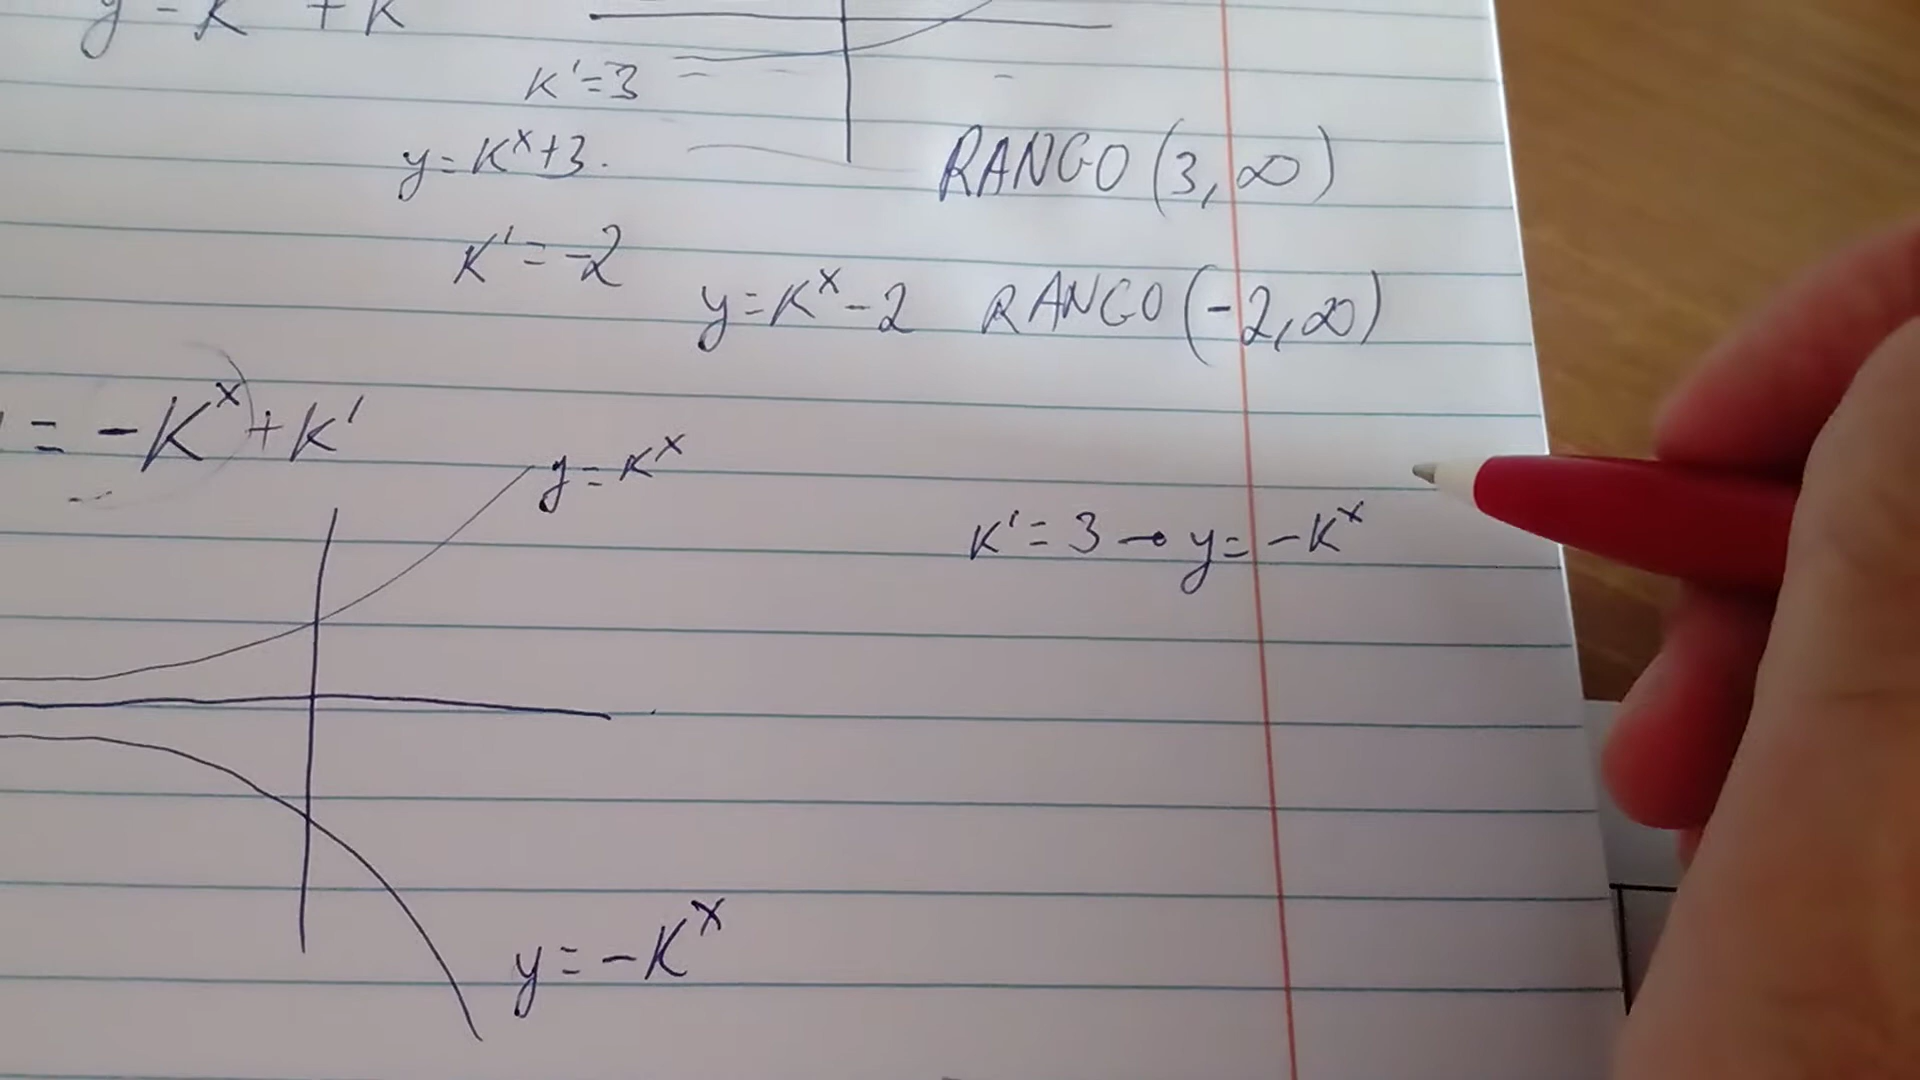 K'=3
y=K^x+3.
RANGO (3,∞)
K'=-2
y=K^x-2 RANGO (-2,∞)
= -K^x+K'
y=K^x
K'=3→y=-K^x
y=-K^x